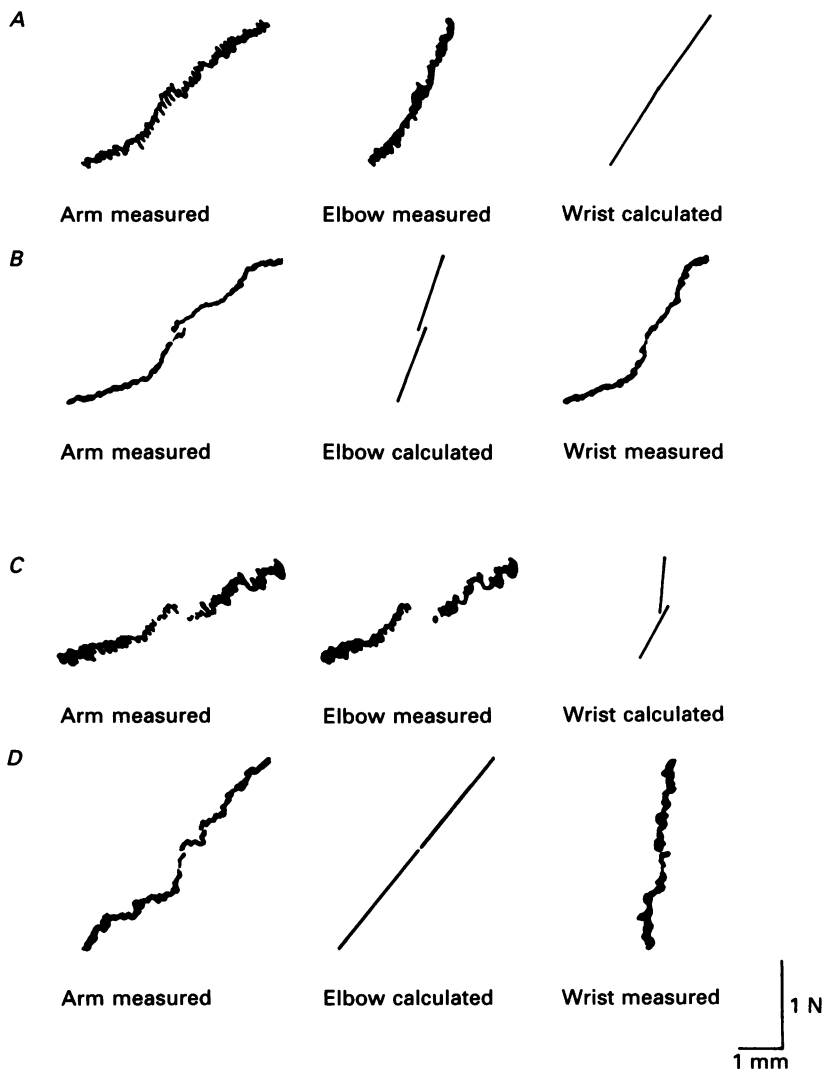 A
Arm measured
Elbow measured
Wrist calculated
B
Arm measured
Elbow calculated
Wrist measured
C
Arm measured
Elbow measured
Wrist calculated
D
Arm measured
Elbow calculated
Wrist measured
1 N
1 mm